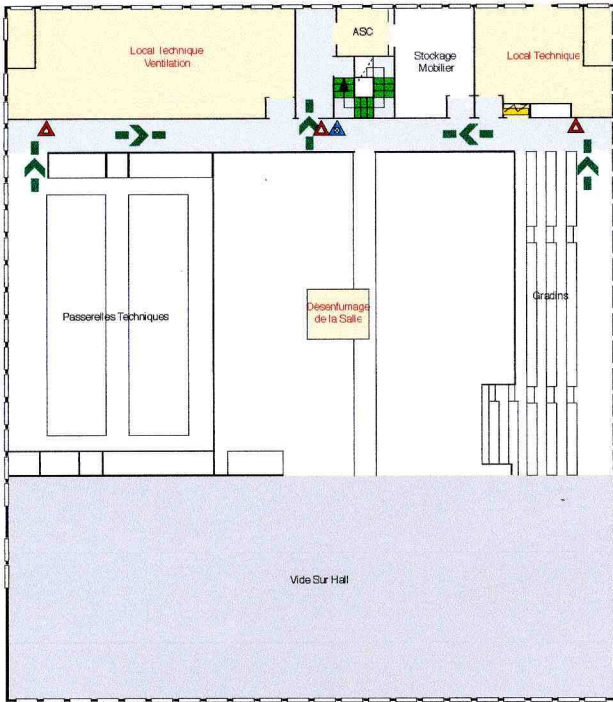 ASC
Local Technique
Ventilation
Stockage
Mobilier
Local Technique
Désenfumage
de la Salle
Passerelles Techniques
Gradins
Vide Sur Hall